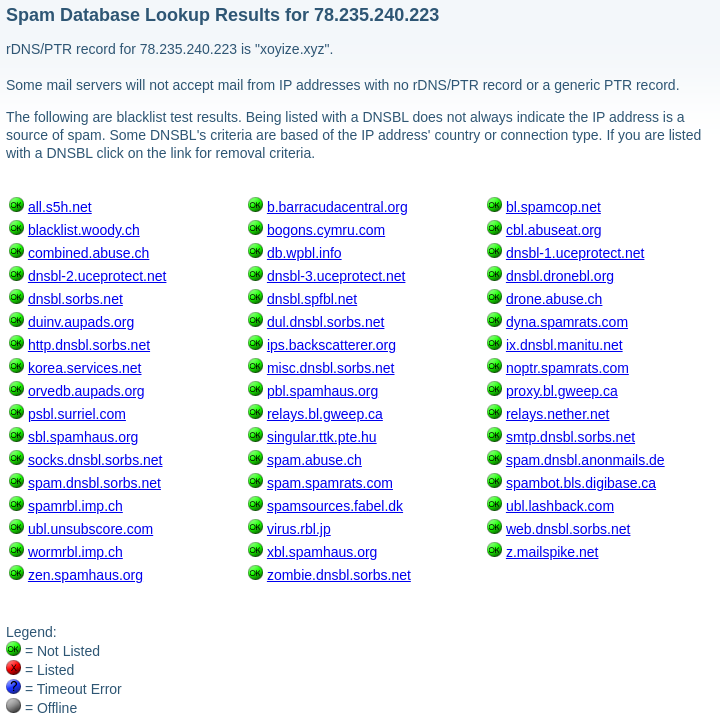 Spam Database Lookup Results for 78.235.240.223
rDNS/PTR record for 78.235.240.223 is "xoyize.xyz".
Some mail servers will not accept mail from IP addresses with no rDNS/PTR record or a generic PTR record.
The following are blacklist test results. Being listed with a DNSBL does not always indicate the IP address is a
source of spam. Some DNSBL's criteria are based of the IP address' country or connection type. If you are listed
with a DNSBL click on the link for removal criteria.
OK all.s5h.net OK b.barracudacentral.org OK bl.spamcop.net
OK blacklist.woody.ch OK bogons.cymru.com OK cbl.abuseat.org
OK combined.abuse.ch OK db.wpbl.info OK dnsbl-1.uceprotect.net
OK dnsbl-2.uceprotect.net OK dnsbl-3.uceprotect.net OK dnsbl.dronebl.org
OK dnsbl.sorbs.net OK dnsbl.spfbl.net OK drone.abuse.ch
OK duinv.aupads.org OK dul.dnsbl.sorbs.net OK dyna.spamrats.com
OK http.dnsbl.sorbs.net OK ips.backscatterer.org OK ix.dnsbl.manitu.net
OK korea.services.net OK misc.dnsbl.sorbs.net OK noptr.spamrats.com
OK orvedb.aupads.org OK pbl.spamhaus.org OK proxy.bl.gweep.ca
OK psbl.surriel.com OK relays.bl.gweep.ca OK relays.nether.net
OK sbl.spamhaus.org OK singular.ttk.pte.hu OK smtp.dnsbl.sorbs.net
OK socks.dnsbl.sorbs.net OK spam.abuse.ch OK spam.dnsbl.anonmails.de
OK spam.dnsbl.sorbs.net OK spam.spamrats.com OK spambot.bls.digibase.ca
OK spamrbl.imp.ch OK spamsources.fabel.dk OK ubl.lashback.com
OK ubl.unsubscore.com OK virus.rbl.jp OK web.dnsbl.sorbs.net
OK wormrbl.imp.ch OK xbl.spamhaus.org OK z.mailspike.net
OK zen.spamhaus.org OK zombie.dnsbl.sorbs.net
Legend:
OK = Not Listed
X = Listed
? = Timeout Error
= Offline